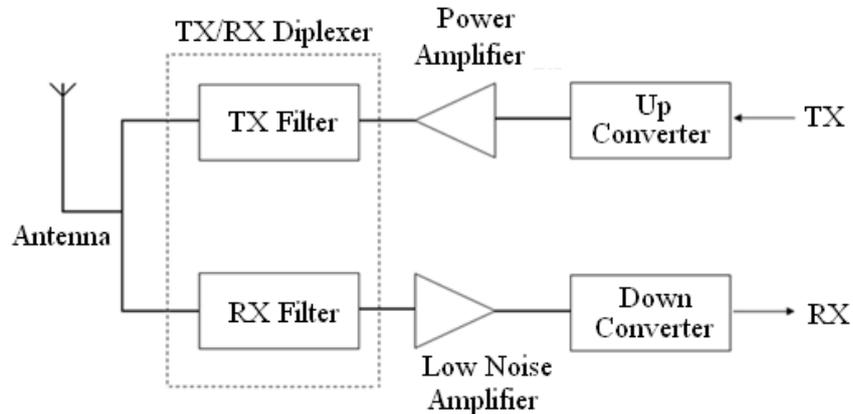 TX/RX Diplexer
Power
Amplifier
TX Filter
Up
Converter
TX
Antenna
RX Filter
Down
Converter
RX
Low Noise
Amplifier